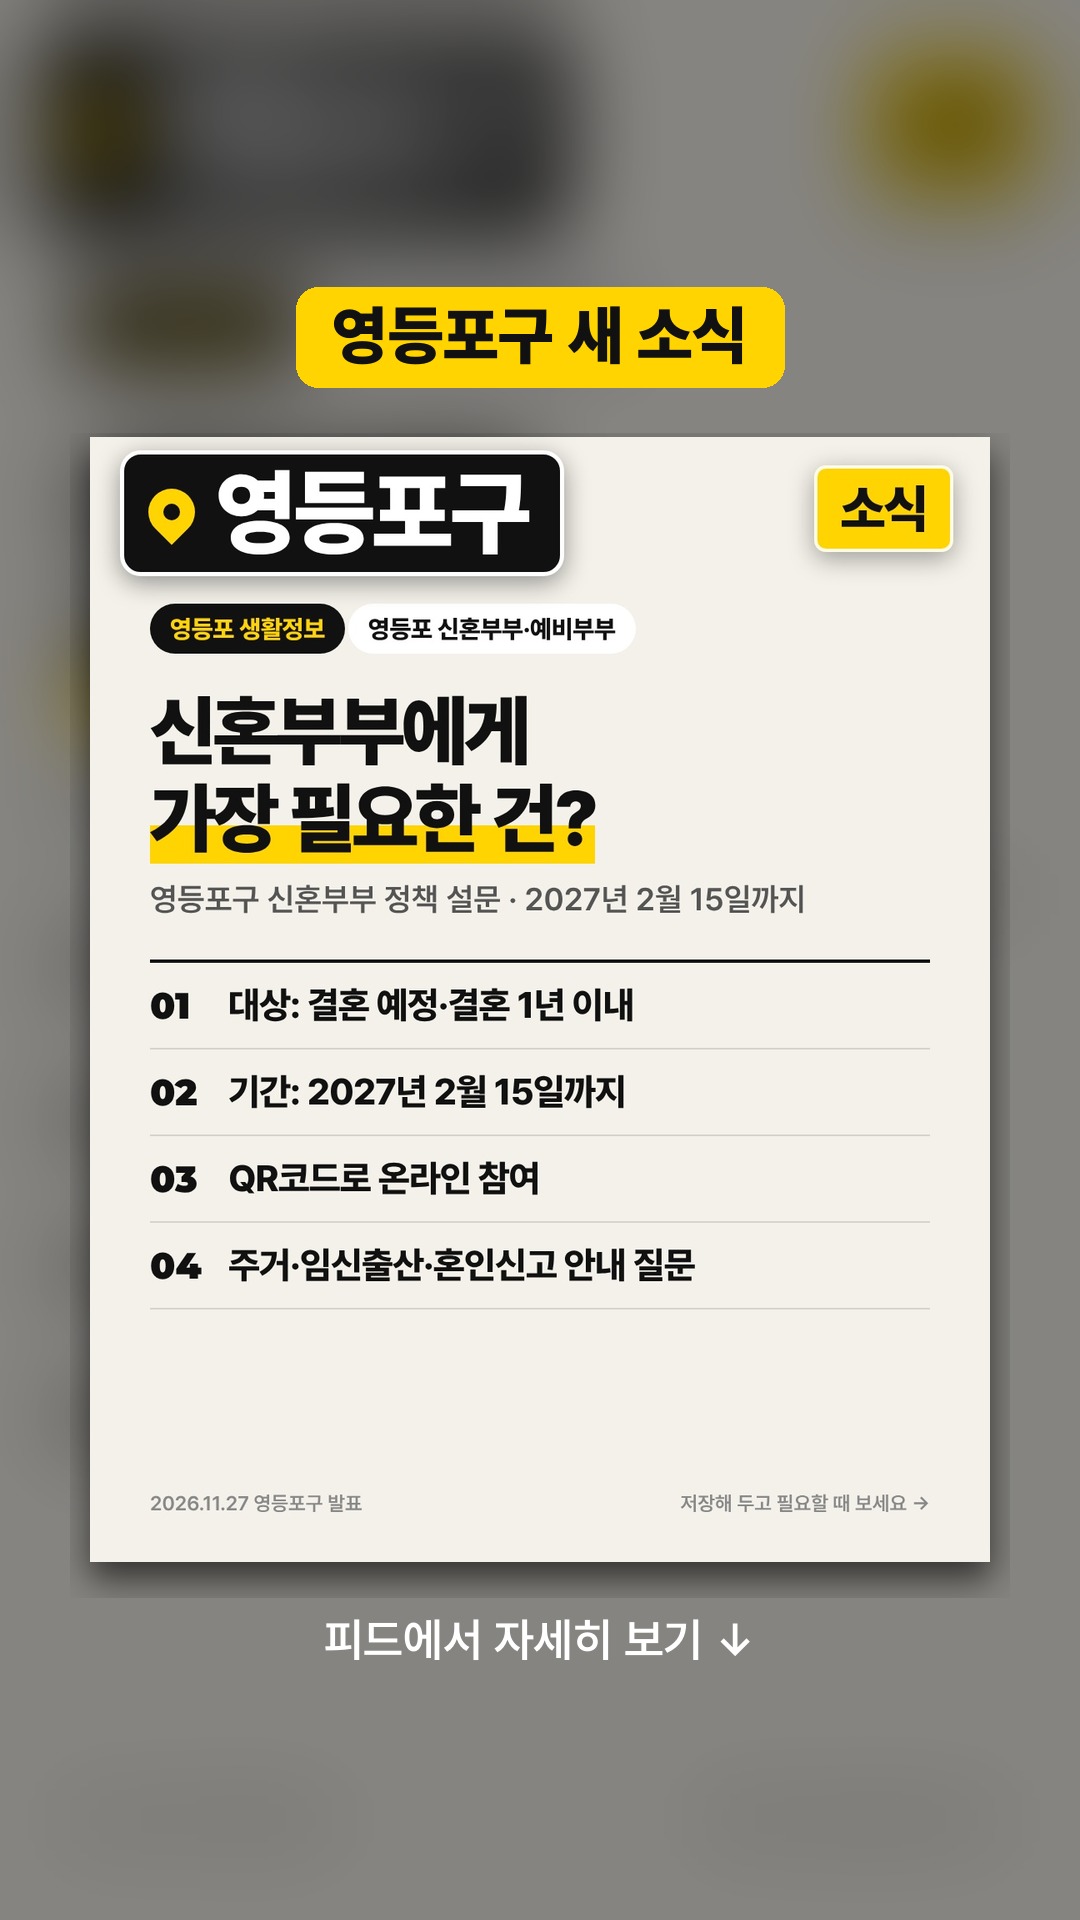 영등포구 새 소식
영등포구
소식
영등포 생활정보
영등포 신혼부부·예비부부
신혼부부에게
가장 필요한 건?
영등포구 신혼부부 정책 설문 · 2027년 2월 15일까지
01 대상: 결혼 예정·결혼 1년 이내
02 기간: 2027년 2월 15일까지
03 QR코드로 온라인 참여
04 주거·임신출산·혼인신고 안내 질문
2026.11.27 영등포구 발표
저장해 두고 필요할 때 보세요 →
피드에서 자세히 보기 ↓